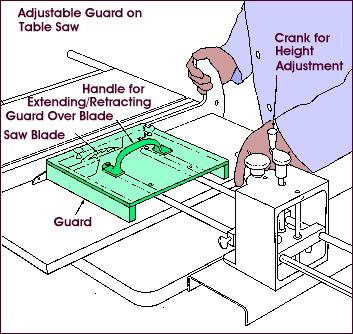 Adjustable Guard on
Table Saw
Crank for
Height
Adjustment
Handle for
Extending/Retracting
Guard Over Blade
Saw Blade
Guard